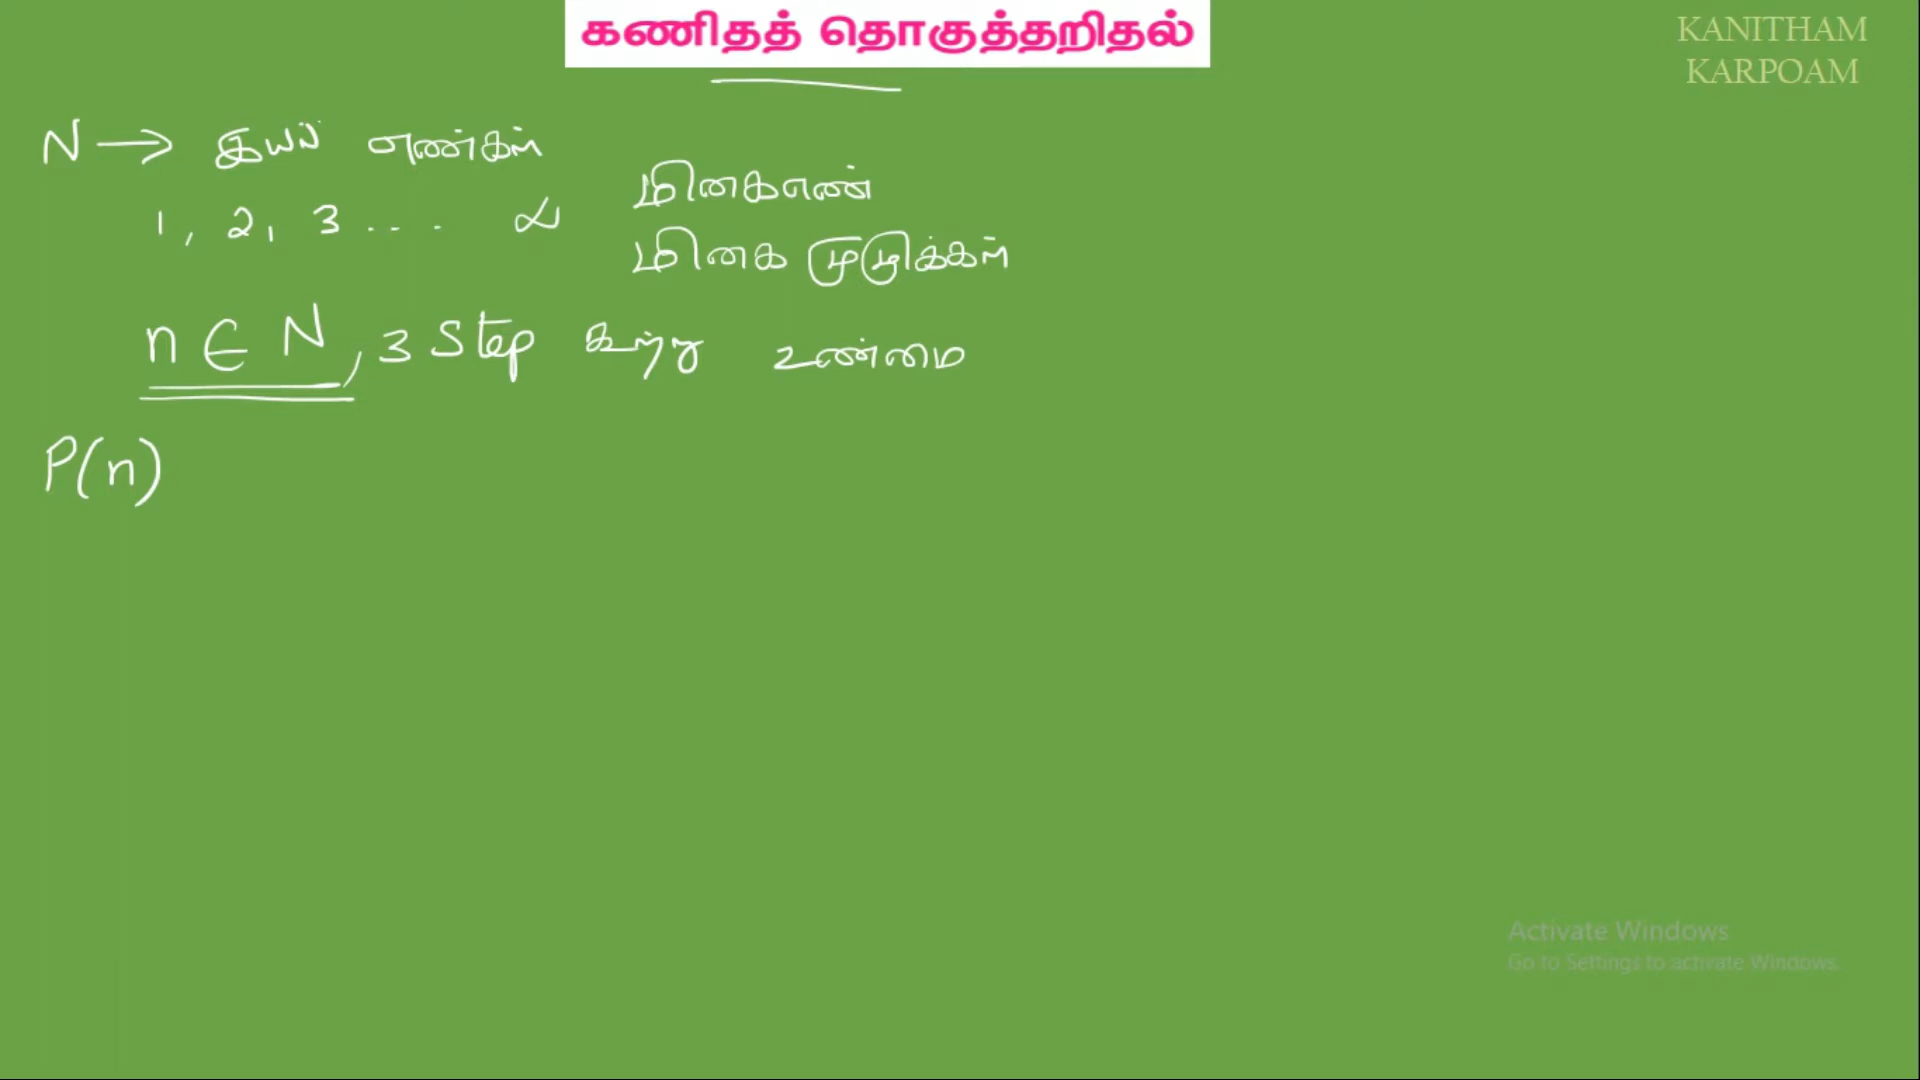 கணிதத் தொகுத்தறிதல்
KANITHAM
KARPOAM
N → இயல் எண்கள்
1, 2, 3 ... ∝
மிகைஎண்
மிகை முழுக்கள்
n ∈ N, 3 Step கூற்று உண்மை
P(n)
Activate Windows
Go to Settings to activate Windows.